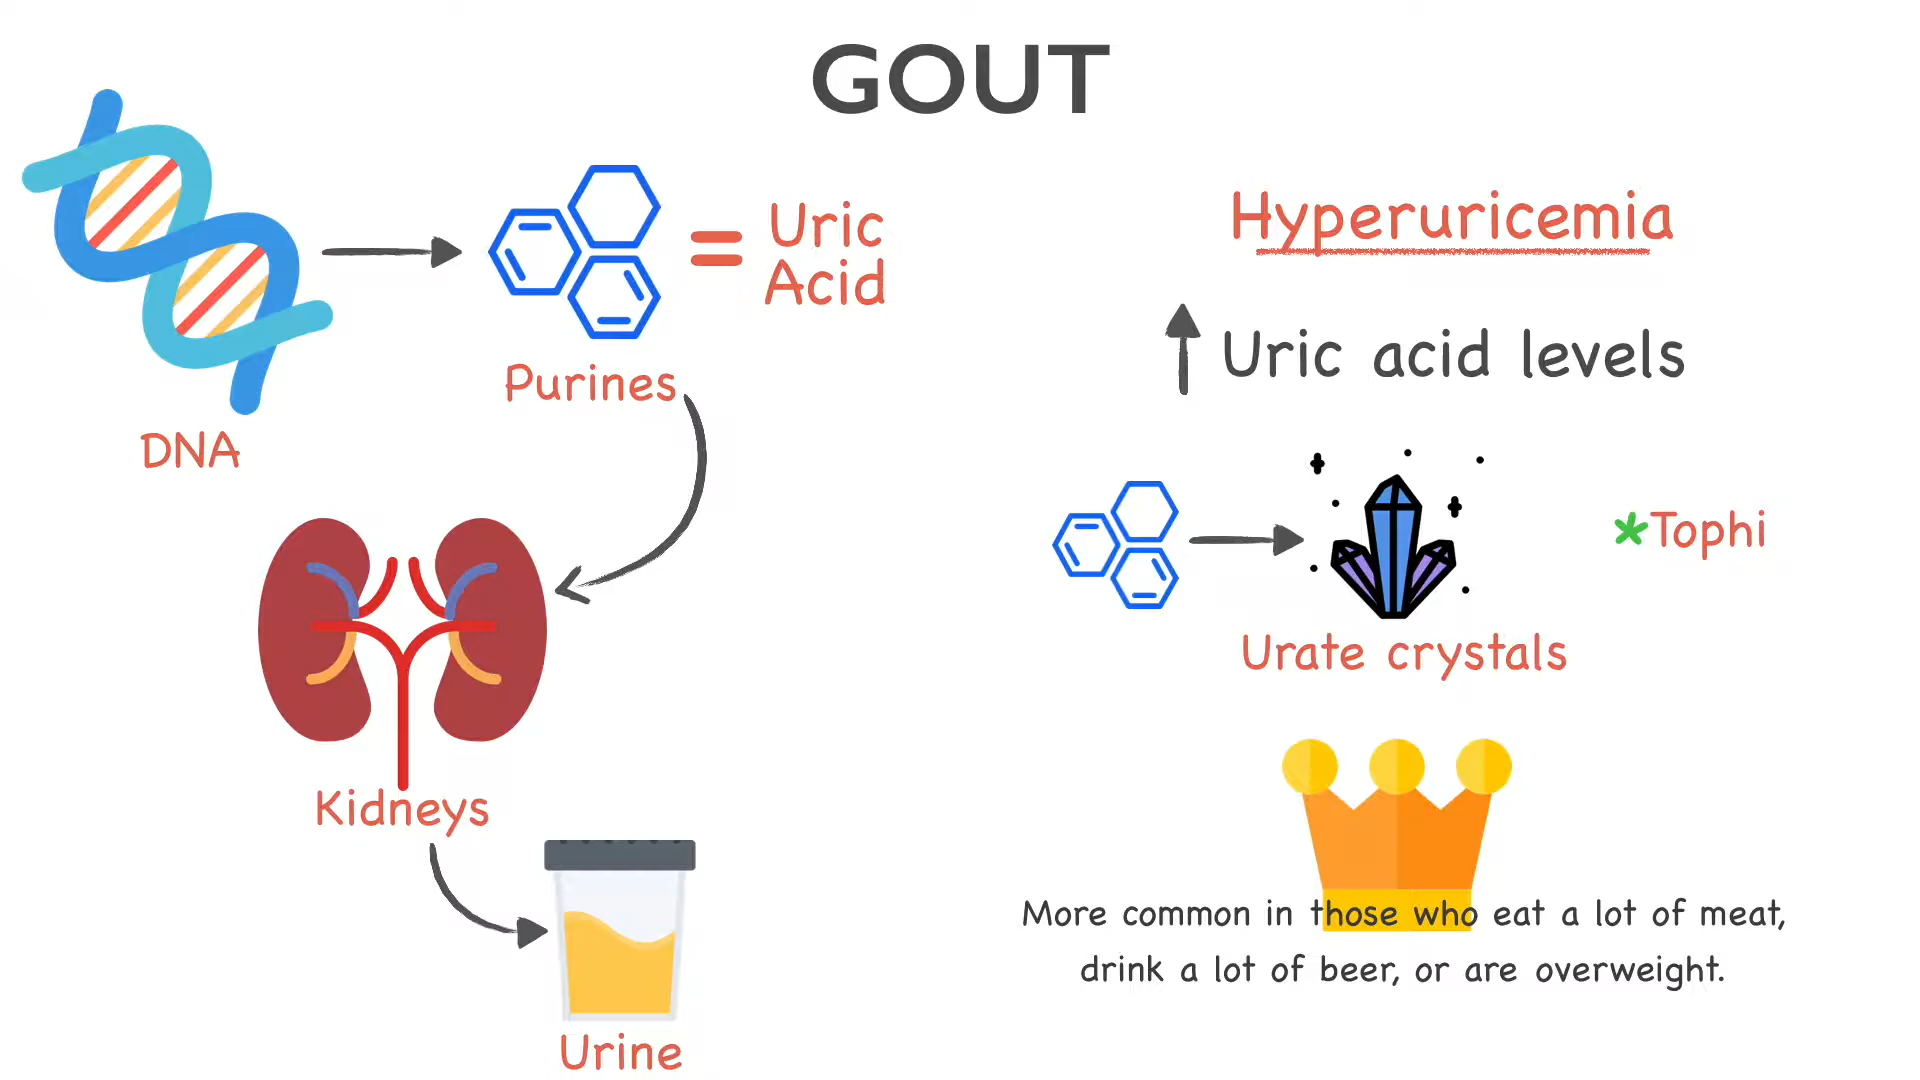 GOUT
DNA
Purines
=
Uric
Acid
Kidneys
Urine
Hyperuricemia
Uric acid levels
Urate crystals
*Tophi
More common in those who eat a lot of meat,
drink a lot of beer, or are overweight.